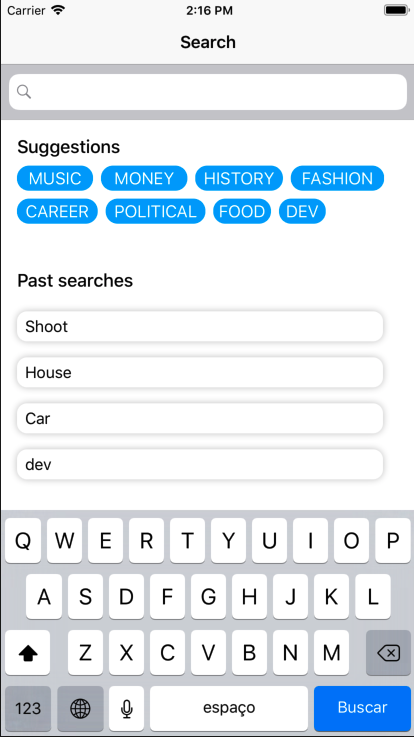 Carrier 2:16 PM
Search
Suggestions
MUSIC MONEY HISTORY FASHION
CAREER POLITICAL FOOD DEV
Past searches
Shoot
House
Car
dev
Q W E R T Y U I O P
A S D F G H J K L
Z X C V B N M
123 espaço Buscar